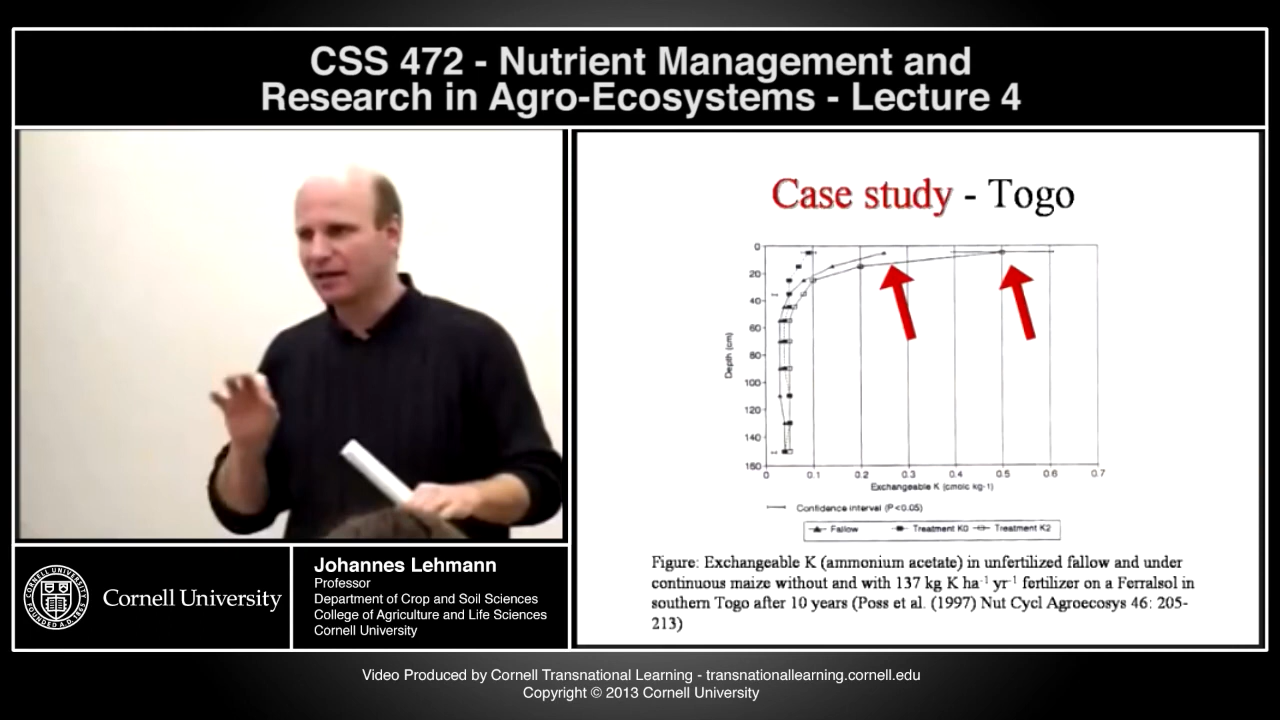 CSS 472 - Nutrient Management and
Research in Agro-Ecosystems - Lecture 4
Case study - Togo
0
20
40
60
80
100
120
140
160
Depth (cm)
0 0.1 0.2 0.3 0.4 0.5 0.6 0.7
Exchangeable K (cmolc kg-1)
Confidence interval (P<0.05)
Fallow Treatment K0 Treatment K2
Figure: Exchangeable K (ammonium acetate) in unfertilized fallow and under
continuous maize without and with 137 kg K ha-1 yr-1 fertilizer on a Ferralsol in
southern Togo after 10 years (Poss et al. (1997) Nut Cycl Agroecosys 46: 205-
213)
Cornell University
Johannes Lehmann
Professor
Department of Crop and Soil Sciences
College of Agriculture and Life Sciences
Cornell University
Video Produced by Cornell Transnational Learning - transnationallearning.cornell.edu
Copyright © 2013 Cornell University